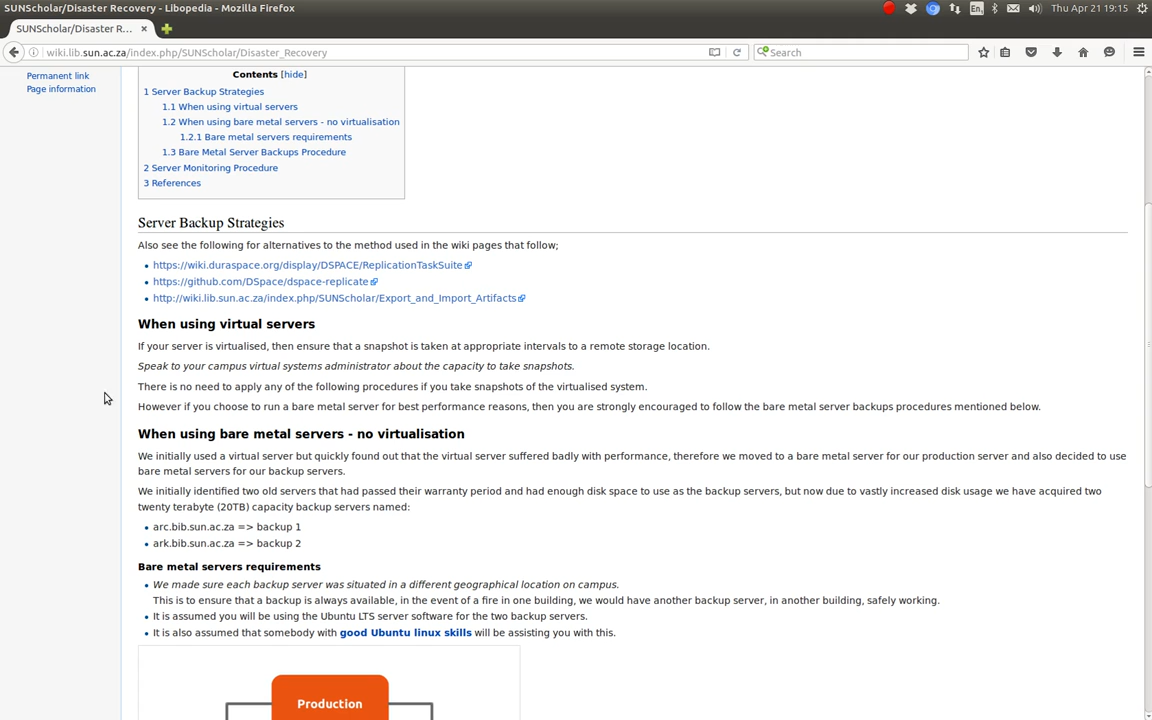 SUNScholar/Disaster Recovery - Libopedia - Mozilla Firefox
En
Thu Apr 21 19:15
SUNScholar/Disaster R...
wiki.lib.sun.ac.za/index.php/SUNScholar/Disaster_Recovery
Search
Permanent link
Page information
Contents [hide]
1 Server Backup Strategies
1.1 When using virtual servers
1.2 When using bare metal servers - no virtualisation
1.2.1 Bare metal servers requirements
1.3 Bare Metal Server Backups Procedure
2 Server Monitoring Procedure
3 References
Server Backup Strategies
Also see the following for alternatives to the method used in the wiki pages that follow;
https://wiki.duraspace.org/display/DSPACE/ReplicationTaskSuite
https://github.com/DSpace/dspace-replicate
http://wiki.lib.sun.ac.za/index.php/SUNScholar/Export_and_Import_Artifacts
When using virtual servers
If your server is virtualised, then ensure that a snapshot is taken at appropriate intervals to a remote storage location.
Speak to your campus virtual systems administrator about the capacity to take snapshots.
There is no need to apply any of the following procedures if you take snapshots of the virtualised system.
However if you choose to run a bare metal server for best performance reasons, then you are strongly encouraged to follow the bare metal server backups procedures mentioned below.
When using bare metal servers - no virtualisation
We initially used a virtual server but quickly found out that the virtual server suffered badly with performance, therefore we moved to a bare metal server for our production server and also decided to use
bare metal servers for our backup servers.
We initially identified two old servers that had passed their warranty period and had enough disk space to use as the backup servers, but now due to vastly increased disk usage we have acquired two
twenty terabyte (20TB) capacity backup servers named:
arc.bib.sun.ac.za => backup 1
ark.bib.sun.ac.za => backup 2
Bare metal servers requirements
We made sure each backup server was situated in a different geographical location on campus.
This is to ensure that a backup is always available, in the event of a fire in one building, we would have another backup server, in another building, safely working.
It is assumed you will be using the Ubuntu LTS server software for the two backup servers.
It is also assumed that somebody with good Ubuntu linux skills will be assisting you with this.
Production